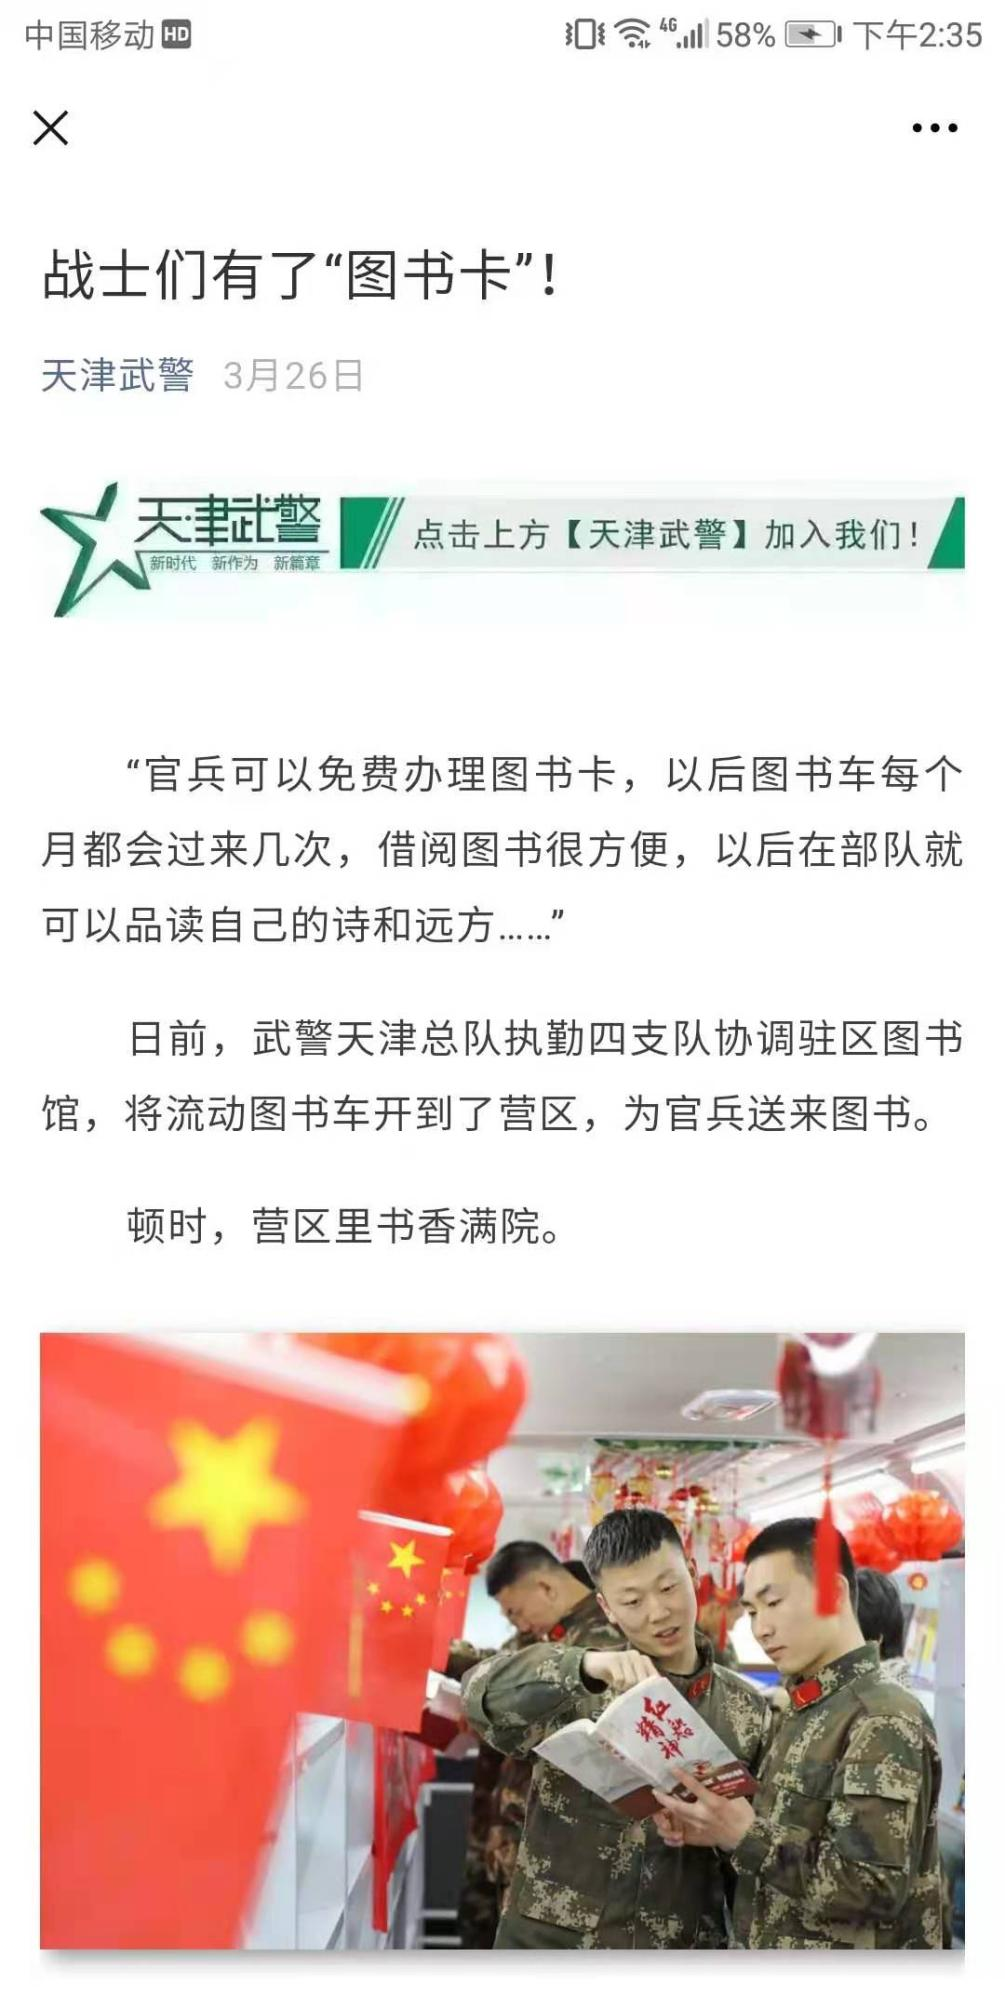 中国移动 HD 4G 58% 下午2:35
战士们有了“图书卡”！
天津武警 3月26日
天津武警
新时代 新作为 新篇章
点击上方【天津武警】加入我们！
“官兵可以免费办理图书卡，以后图书车每个
月都会过来几次，借阅图书很方便，以后在部队就
可以品读自己的诗和远方……”
日前，武警天津总队执勤四支队协调驻区图书
馆，将流动图书车开到了营区，为官兵送来图书。
顿时，营区里书香满院。
红船
精神